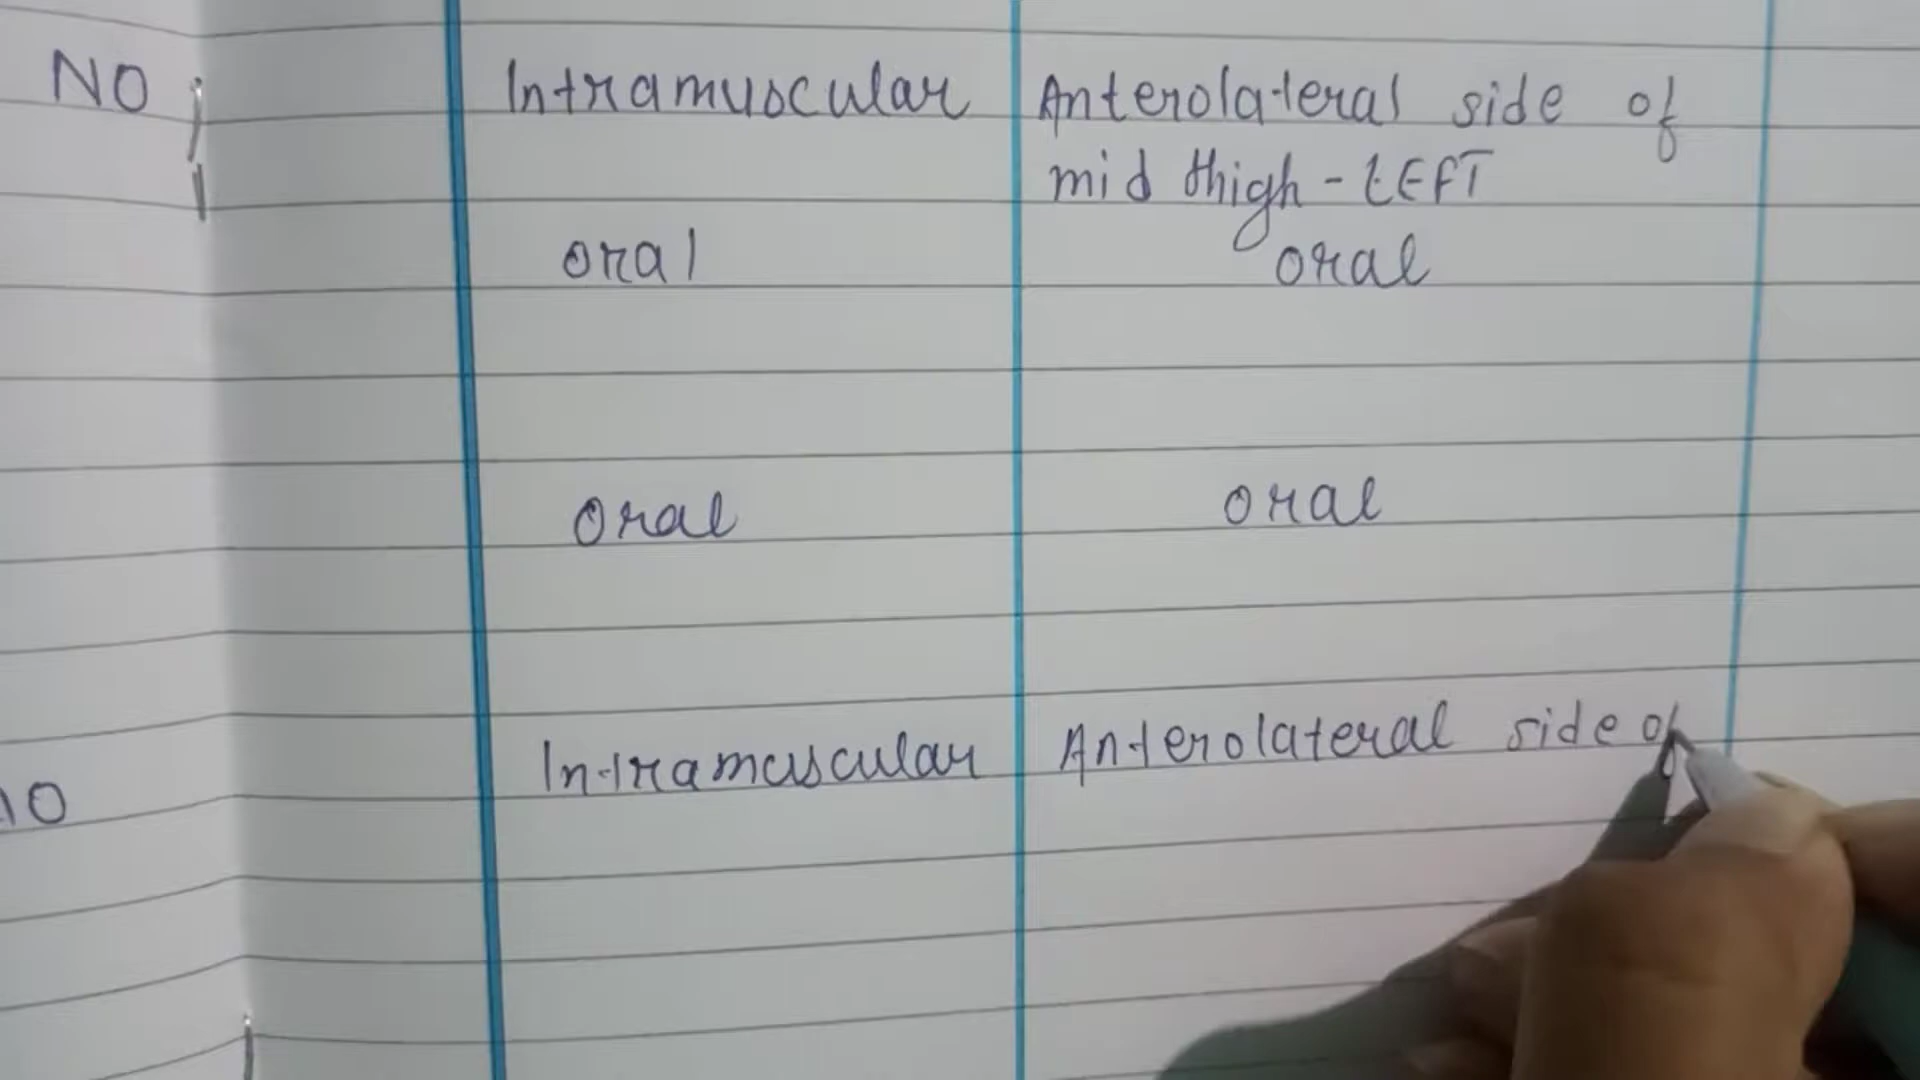 NO Intramuscular Anterolateral side of
mid thigh - LEFT
oral oral
oral oral
Intramuscular Anterolateral side of